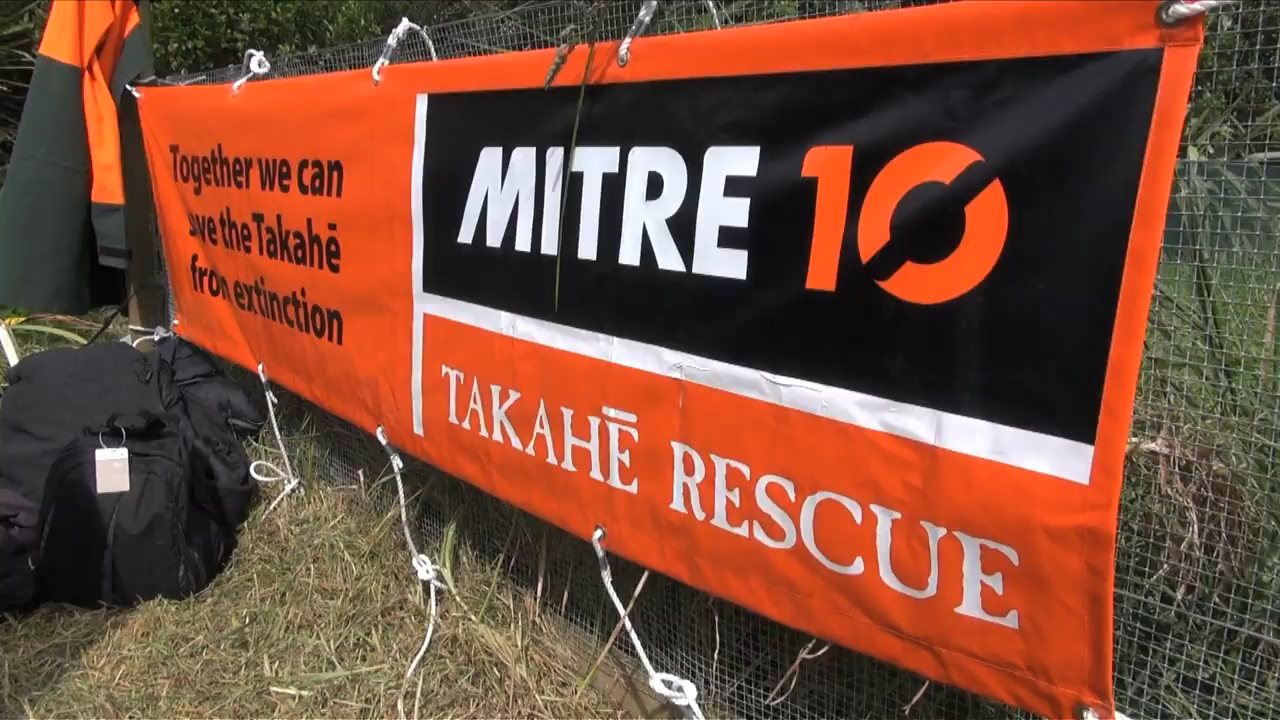 Together we can
save the Takahē
from extinction
MITRE 10
TAKAHĒ RESCUE